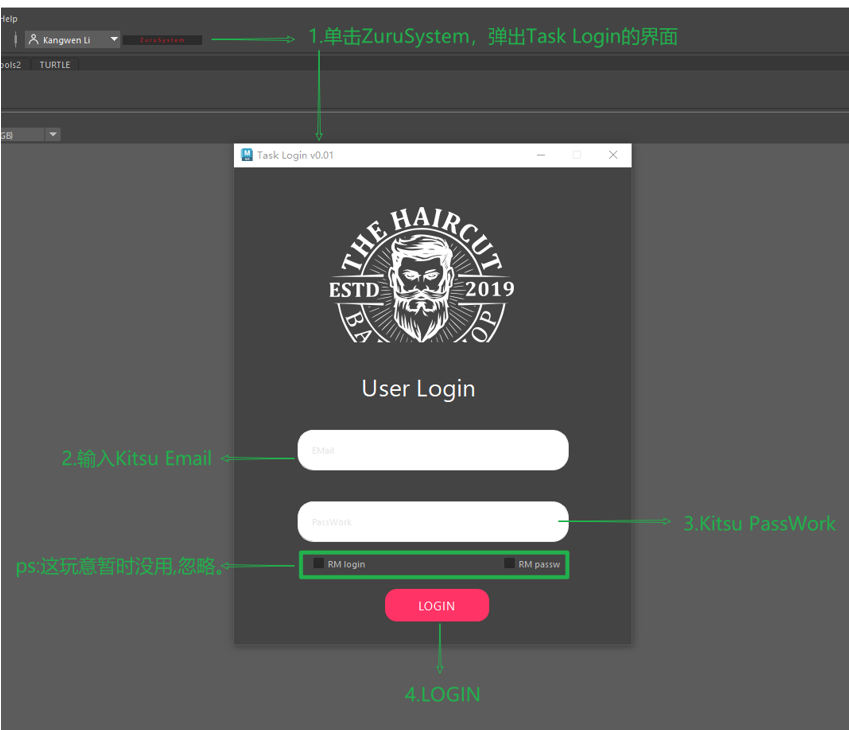 Help
Kangwen Li
ZuruSystem
1.单击ZuruSystem，弹出Task Login的界面
ools2
TURTLE
GB)
Task Login v0.01
THE HAIRCUT
ESTD
2019
User Login
EMail
2.输入Kitsu Email
PassWork
3.Kitsu PassWork
ps:这玩意暂时没用,忽略。
RM login
RM passw
LOGIN
4.LOGIN